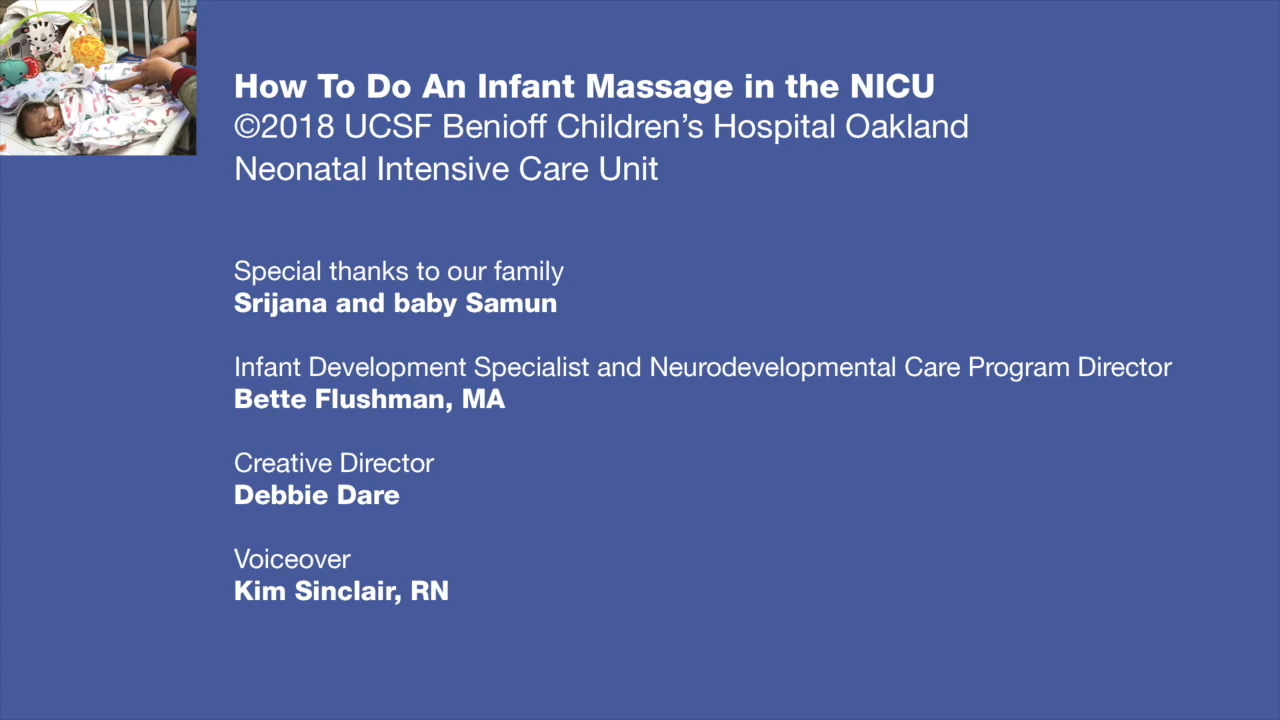 How To Do An Infant Massage in the NICU
©2018 UCSF Benioff Children’s Hospital Oakland
Neonatal Intensive Care Unit
Special thanks to our family
Srijana and baby Samun
Infant Development Specialist and Neurodevelopmental Care Program Director
Bette Flushman, MA
Creative Director
Debbie Dare
Voiceover
Kim Sinclair, RN